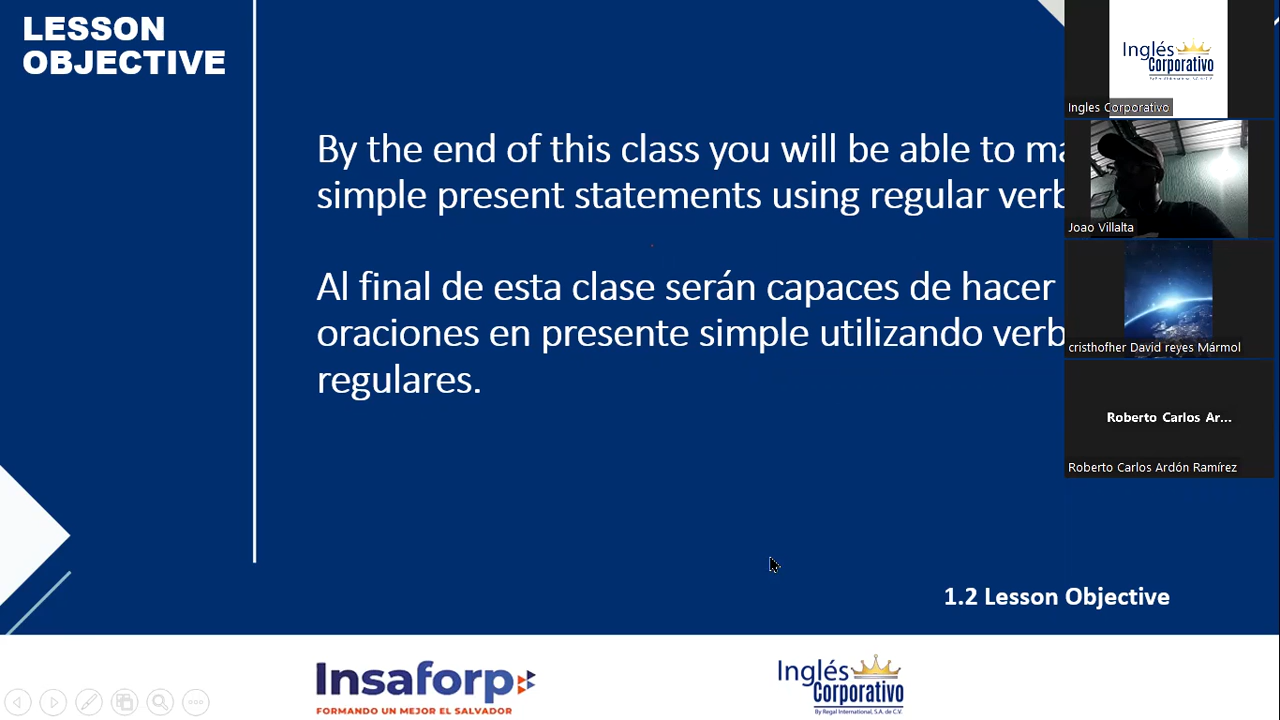 LESSON
OBJECTIVE
By the end of this class you will be able to ma
simple present statements using regular verb
Al final de esta clase serán capaces de hacer
oraciones en presente simple utilizando verb
regulares.
1.2 Lesson Objective
Insaforp
FORMANDO UN MEJOR EL SALVADOR
Inglés
Corporativo
By Regal International, S.A. de C.V.
Inglés
Corporativo
Ingles Corporativo
Joao Villalta
cristhofher David reyes Mármol
Roberto Carlos Ar...
Roberto Carlos Ardón Ramírez